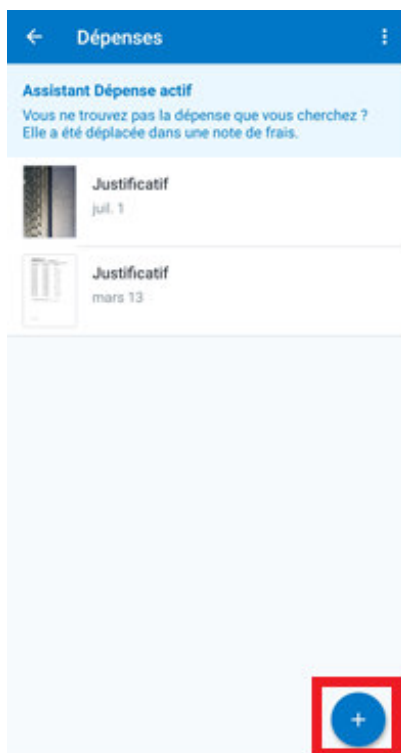 Dépenses
Assistant Dépense actif
Vous ne trouvez pas la dépense que vous cherchez ?
Elle a été déplacée dans une note de frais.
Justificatif
juil. 1
Justificatif
mars 13
+